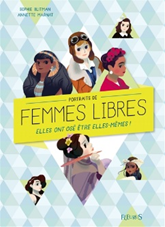 SOPHIE BLITMAN
ANNETTE MARNAT
PORTRAITS DE
FEMMES LIBRES
ELLES ONT OSÉ ÊTRE ELLES-MÊMES !
FLEURUS